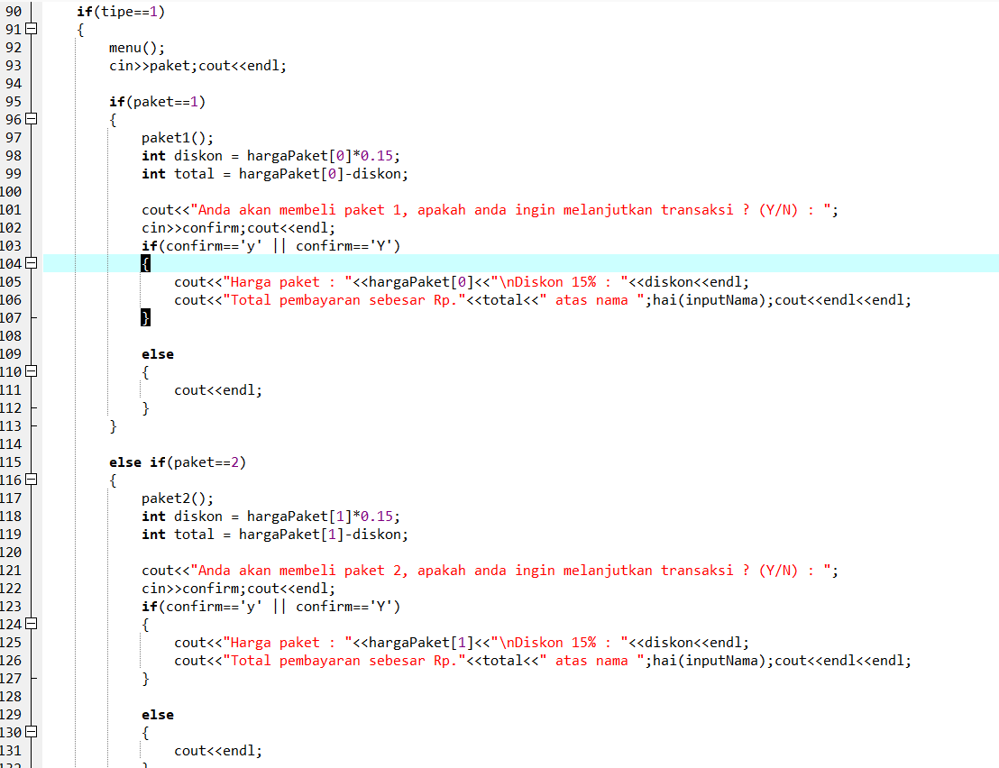 90 if(tipe==1)
91 {
92 menu();
93 cin>>paket;cout<<endl;
94
95 if(paket==1)
96 {
97 paket1();
98 int diskon = hargaPaket[0]*0.15;
99 int total = hargaPaket[0]-diskon;
100
101 cout<<"Anda akan membeli paket 1, apakah anda ingin melanjutkan transaksi ? (Y/N) : ";
102 cin>>confirm;cout<<endl;
103 if(confirm=='y' || confirm=='Y')
104 {
105 cout<<"Harga paket : "<<hargaPaket[0]<<"\nDiskon 15% : "<<diskon<<endl;
106 cout<<"Total pembayaran sebesar Rp."<<total<<" atas nama ";hai(inputNama);cout<<endl<<endl;
107 }
108
109 else
110 {
111 cout<<endl;
112 }
113 }
114
115 else if(paket==2)
116 {
117 paket2();
118 int diskon = hargaPaket[1]*0.15;
119 int total = hargaPaket[1]-diskon;
120
121 cout<<"Anda akan membeli paket 2, apakah anda ingin melanjutkan transaksi ? (Y/N) : ";
122 cin>>confirm;cout<<endl;
123 if(confirm=='y' || confirm=='Y')
124 {
125 cout<<"Harga paket : "<<hargaPaket[1]<<"\nDiskon 15% : "<<diskon<<endl;
126 cout<<"Total pembayaran sebesar Rp."<<total<<" atas nama ";hai(inputNama);cout<<endl<<endl;
127 }
128
129 else
130 {
131 cout<<endl;